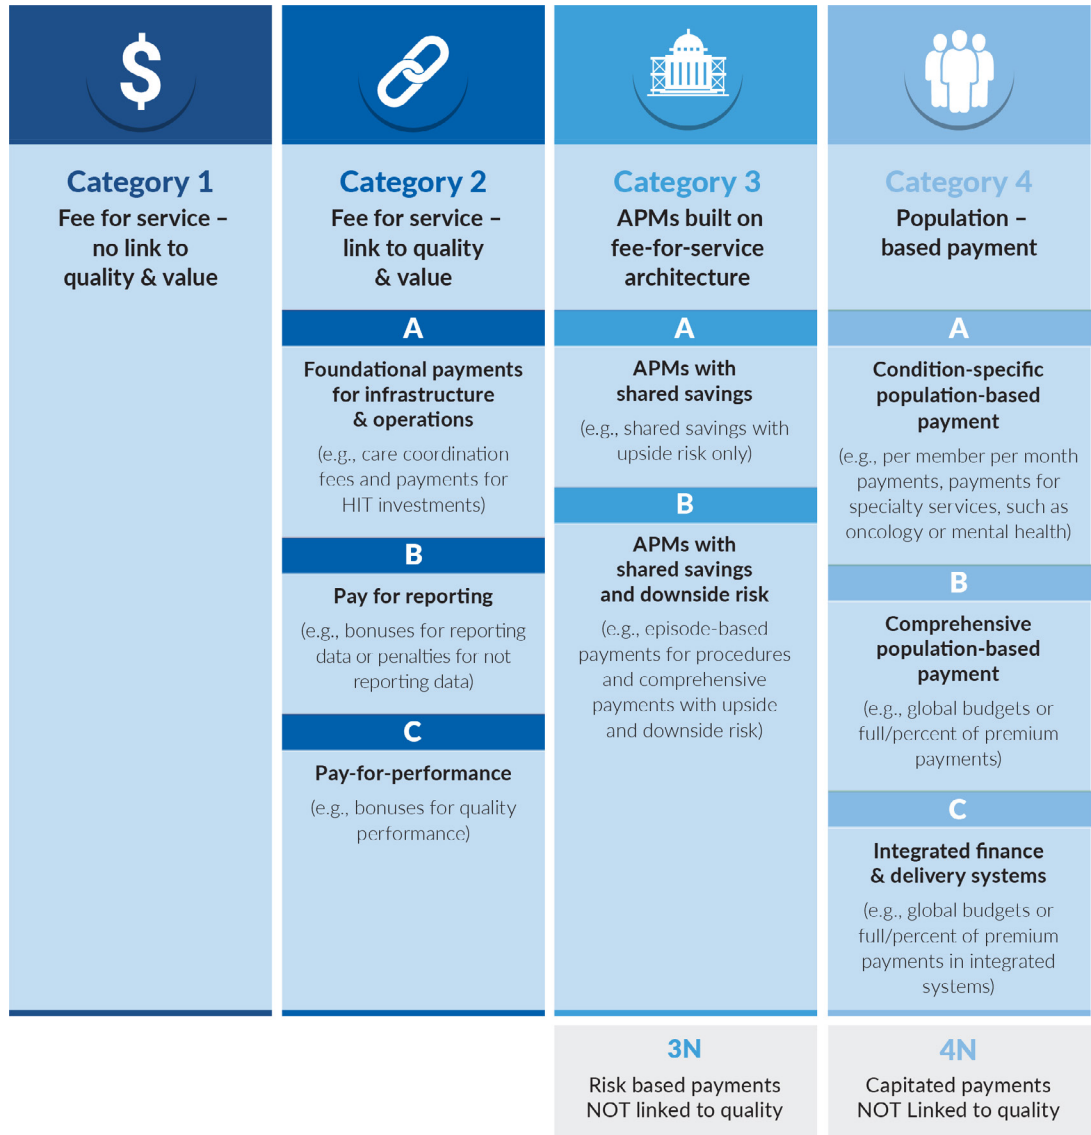 $
Category 1
Fee for service –
no link to
quality & value
Category 2
Fee for service –
link to quality
& value
A
Foundational payments
for infrastructure
& operations
(e.g., care coordination
fees and payments for
HIT investments)
B
Pay for reporting
(e.g., bonuses for reporting
data or penalties for not
reporting data)
C
Pay-for-performance
(e.g., bonuses for quality
performance)
Category 3
APMs built on
fee-for-service
architecture
A
APMs with
shared savings
(e.g., shared savings with
upside risk only)
B
APMs with
shared savings
and downside risk
(e.g., episode-based
payments for procedures
and comprehensive
payments with upside
and downside risk)
3N
Risk based payments
NOT linked to quality
Category 4
Population –
based payment
A
Condition-specific
population-based
payment
(e.g., per member per month
payments, payments for
specialty services, such as
oncology or mental health)
B
Comprehensive
population-based
payment
(e.g., global budgets or
full/percent of premium
payments)
C
Integrated finance
& delivery systems
(e.g., global budgets or
full/percent of premium
payments in integrated
systems)
4N
Capitated payments
NOT Linked to quality